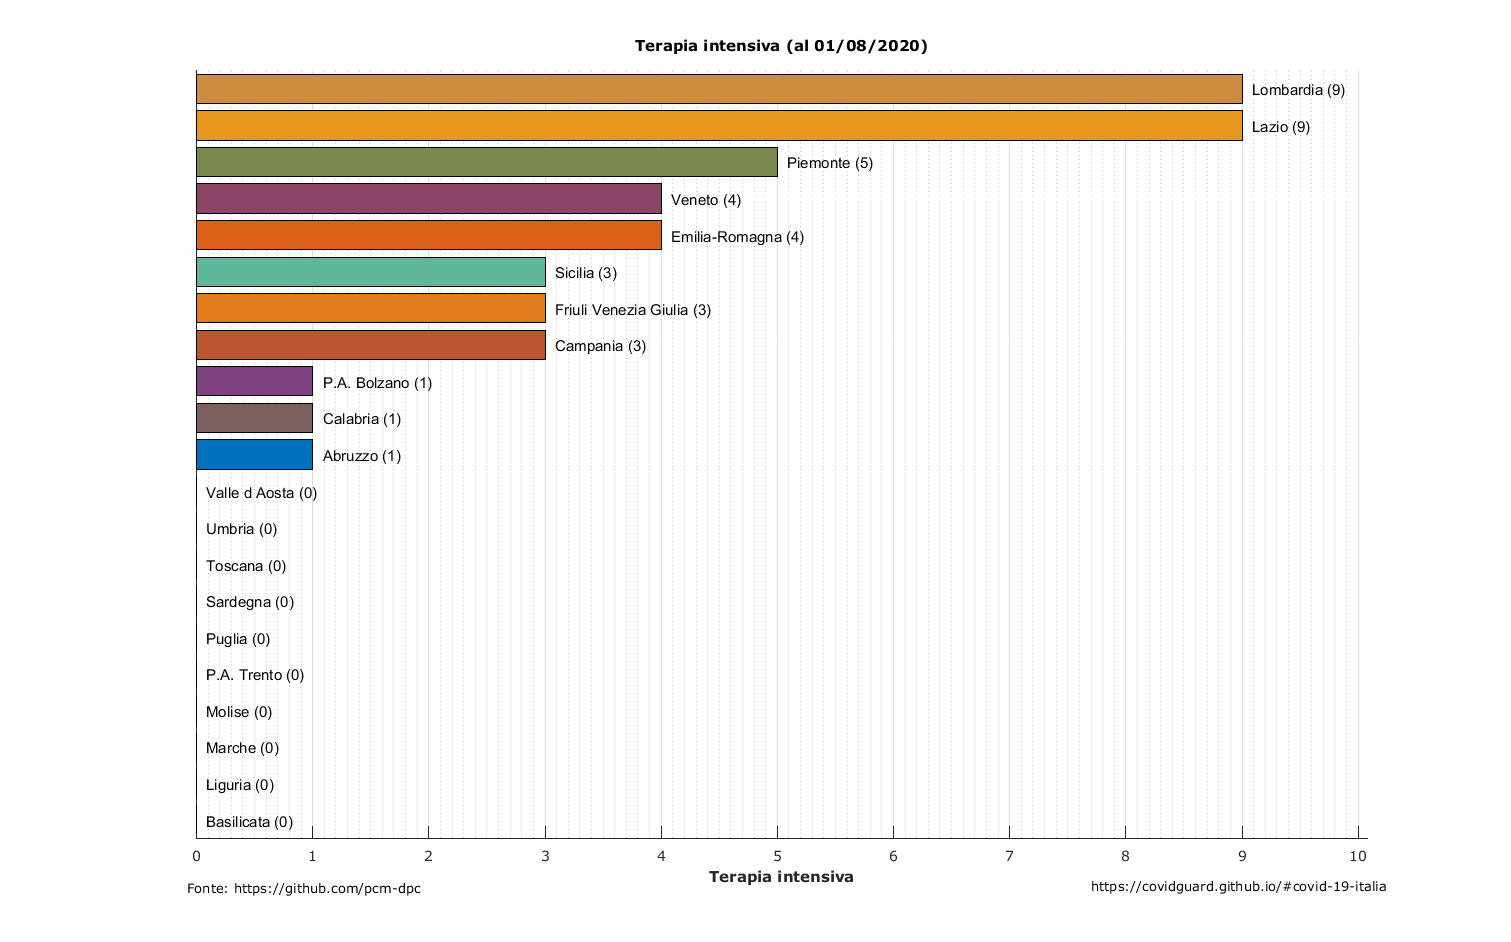 Terapia intensiva (al 01/08/2020)
Lombardia (9)
Lazio (9)
Piemonte (5)
Veneto (4)
Emilia-Romagna (4)
Sicilia (3)
Friuli Venezia Giulia (3)
Campania (3)
P.A. Bolzano (1)
Calabria (1)
Abruzzo (1)
Valle d Aosta (0)
Umbria (0)
Toscana (0)
Sardegna (0)
Puglia (0)
P.A. Trento (0)
Molise (0)
Marche (0)
Liguria (0)
Basilicata (0)
0 1 2 3 4 5 6 7 8 9 10
Terapia intensiva
Fonte: https://github.com/pcm-dpc
https://covidguard.github.io/#covid-19-italia